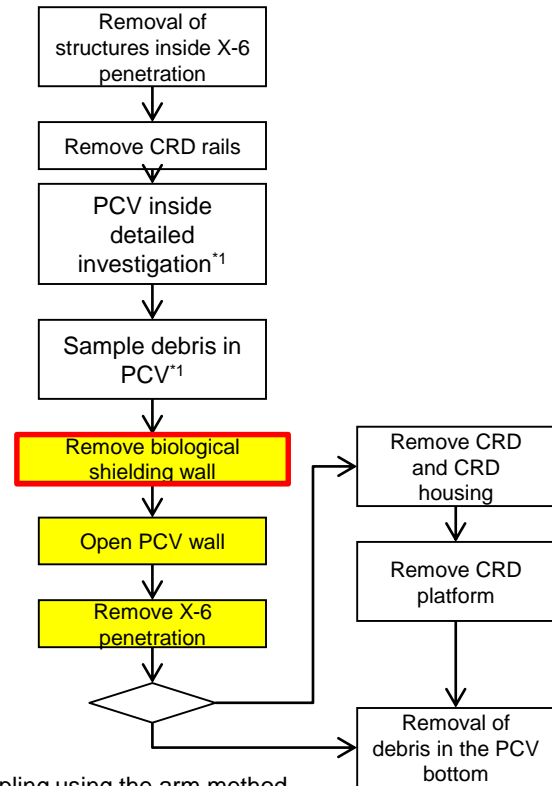 Removal of
structures inside X-6
penetration
Remove CRD rails
PCV inside
detailed
investigation*1
Sample debris in
PCV*1
Remove biological
shielding wall
Open PCV wall
Remove X-6
penetration
Remove CRD
and CRD
housing
Remove CRD
platform
Removal of
debris in the PCV
bottom
pling using the arm method